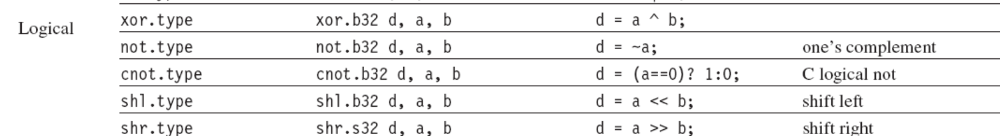 xor.type xor.b32 d, a, b d = a ^ b;
Logical
not.type not.b32 d, a, b d = ~a; one's complement
cnot.type cnot.b32 d, a, b d = (a==0)? 1:0; C logical not
shl.type shl.b32 d, a, b d = a << b; shift left
shr.type shr.s32 d, a, b d = a >> b; shift right